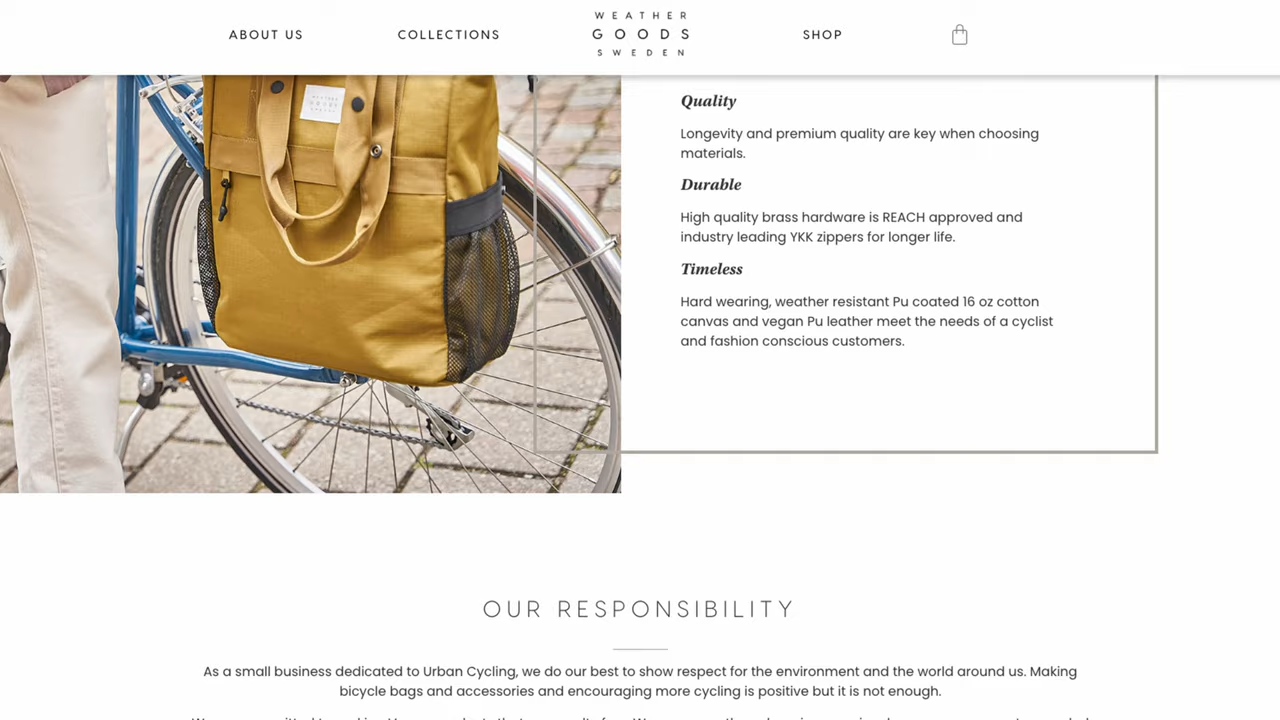 ABOUT US
COLLECTIONS
WEATHER
GOODS
SWEDEN
SHOP
Quality
Longevity and premium quality are key when choosing
materials.
Durable
High quality brass hardware is REACH approved and
industry leading YKK zippers for longer life.
Timeless
Hard wearing, weather resistant Pu coated 16 oz cotton
canvas and vegan Pu leather meet the needs of a cyclist
and fashion conscious customers.
OUR RESPONSIBILITY
As a small business dedicated to Urban Cycling, we do our best to show respect for the environment and the world around us. Making
bicycle bags and accessories and encouraging more cycling is positive but it is not enough.